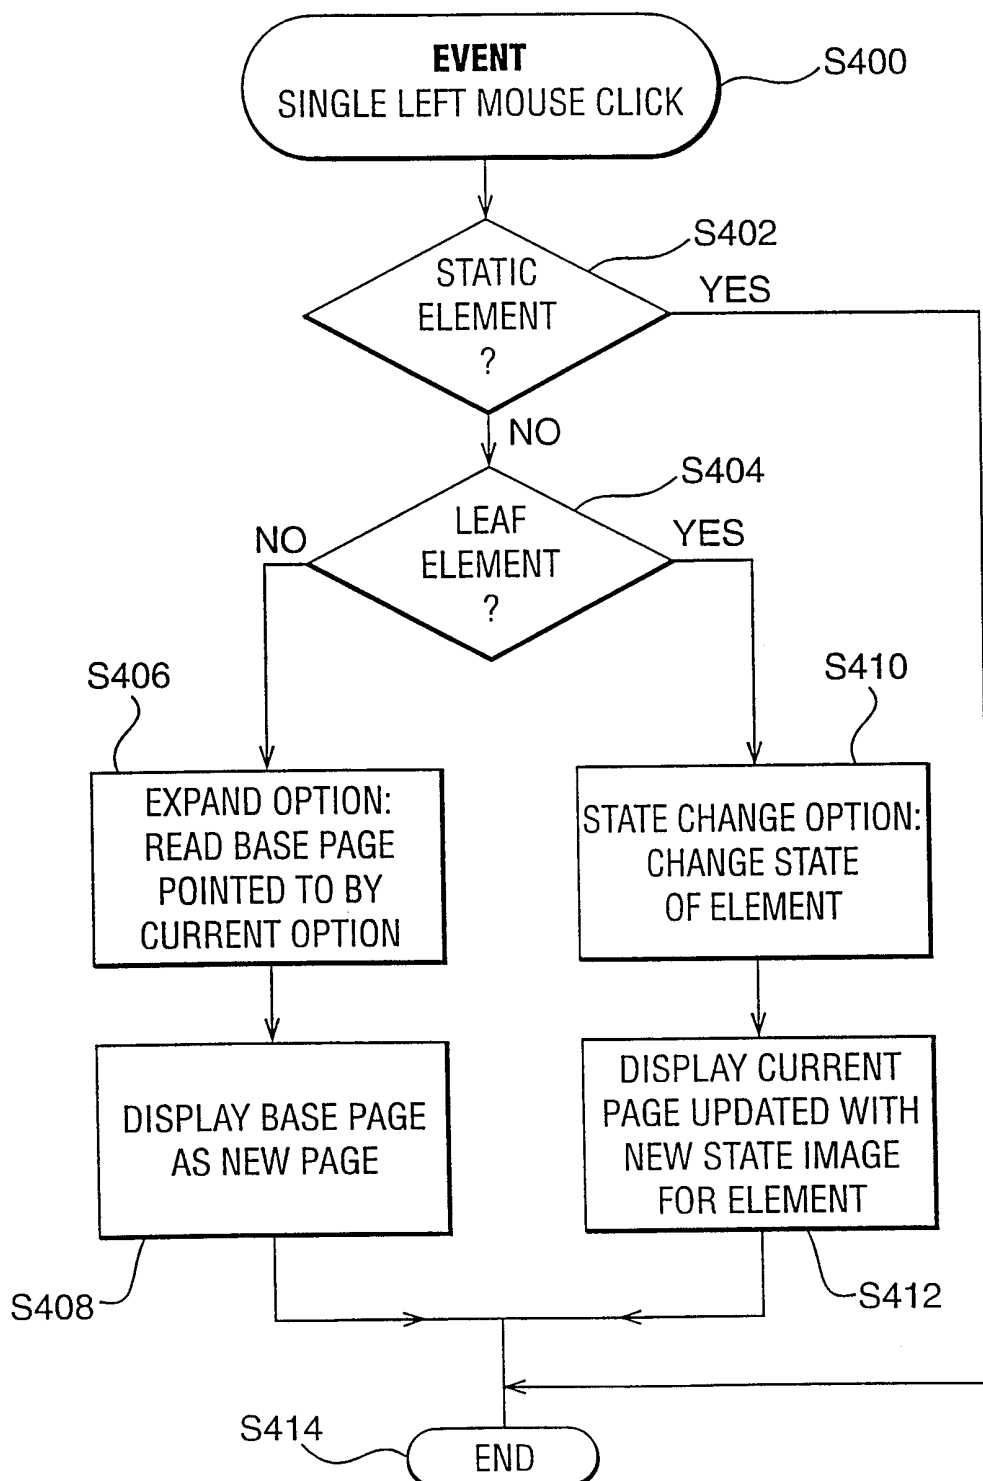 EVENT
SINGLE LEFT MOUSE CLICK
S400
STATIC
ELEMENT
?
S402
YES
NO
LEAF
ELEMENT
?
S404
NO
YES
S406
EXPAND OPTION:
READ BASE PAGE
POINTED TO BY
CURRENT OPTION
S410
STATE CHANGE OPTION:
CHANGE STATE
OF ELEMENT
DISPLAY BASE PAGE
AS NEW PAGE
S408
DISPLAY CURRENT
PAGE UPDATED WITH
NEW STATE IMAGE
FOR ELEMENT
S412
S414
END